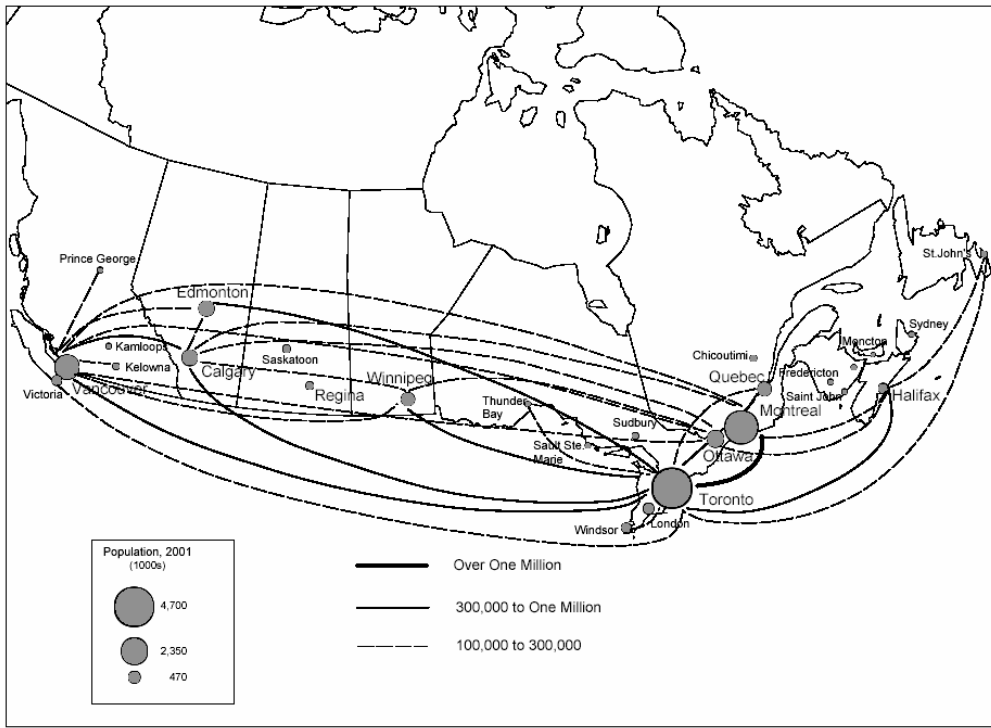 Prince George
Edmonton
Kamloops
Kelowna
Vancouver
Victoria
Calgary
Saskatoon
Regina
Winnipeg
Thunder
Bay
Sault Ste.
Marie
Sudbury
Chicoutimi
Quebec
Montreal
Ottawa
Toronto
London
Windsor
St.John's
Sydney
Moncton
Fredericton
Saint John
Halifax
Population, 2001
(1000s)
4,700
2,350
470
Over One Million
300,000 to One Million
100,000 to 300,000